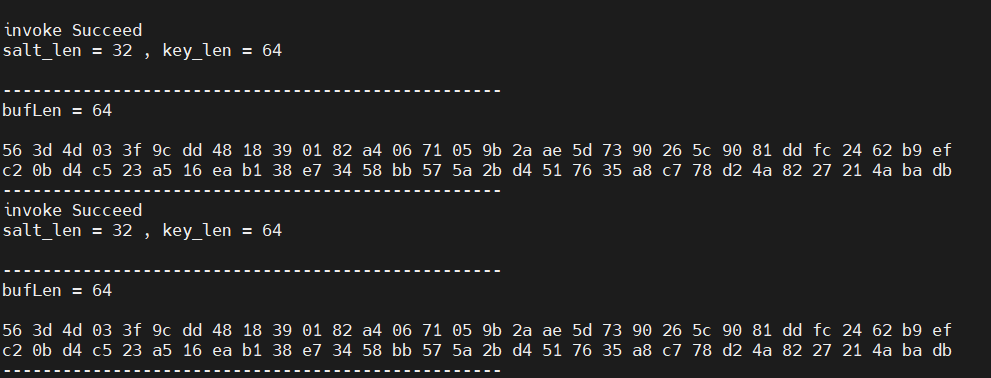 invoke Succeed
salt_len = 32 , key_len = 64
--------------------------------------------------
bufLen = 64
56 3d 4d 03 3f 9c dd 48 18 39 01 82 a4 06 71 05 9b 2a ae 5d 73 90 26 5c 90 81 dd fc 24 62 b9 ef
c2 0b d4 c5 23 a5 16 ea b1 38 e7 34 58 bb 57 5a 2b d4 51 76 35 a8 c7 78 d2 4a 82 27 21 4a ba db
--------------------------------------------------
invoke Succeed
salt_len = 32 , key_len = 64
--------------------------------------------------
bufLen = 64
56 3d 4d 03 3f 9c dd 48 18 39 01 82 a4 06 71 05 9b 2a ae 5d 73 90 26 5c 90 81 dd fc 24 62 b9 ef
c2 0b d4 c5 23 a5 16 ea b1 38 e7 34 58 bb 57 5a 2b d4 51 76 35 a8 c7 78 d2 4a 82 27 21 4a ba db
--------------------------------------------------